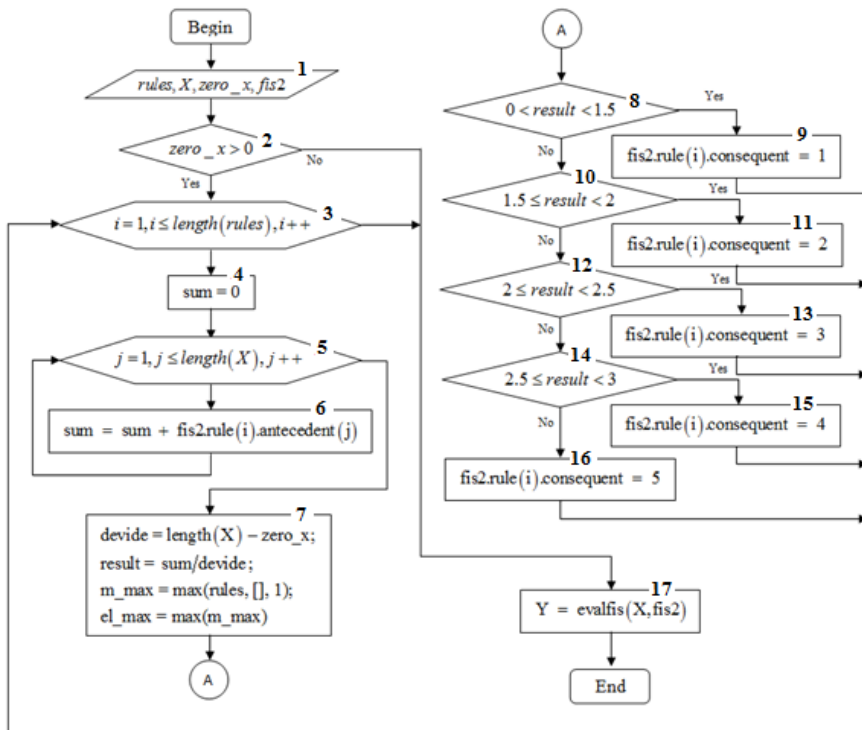 Begin
1
rules, X, zero_x, fis2
2
zero_x > 0
No
Yes
3
i = 1, i ≤ length(rules), i++
4
sum = 0
5
j = 1, j ≤ length(X), j++
6
sum = sum + fis2.rule(i).antecedent(j)
7
devide = length(X) − zero_x;
result = sum/devide;
m_max = max(rules, [], 1);
el_max = max(m_max)
A
A
8
0 < result < 1.5
Yes
No
9
fis2.rule(i).consequent = 1
10
1.5 ≤ result < 2
Yes
No
11
fis2.rule(i).consequent = 2
12
2 ≤ result < 2.5
Yes
No
13
fis2.rule(i).consequent = 3
14
2.5 ≤ result < 3
Yes
No
15
fis2.rule(i).consequent = 4
16
fis2.rule(i).consequent = 5
17
Y = evalfis(X,fis2)
End